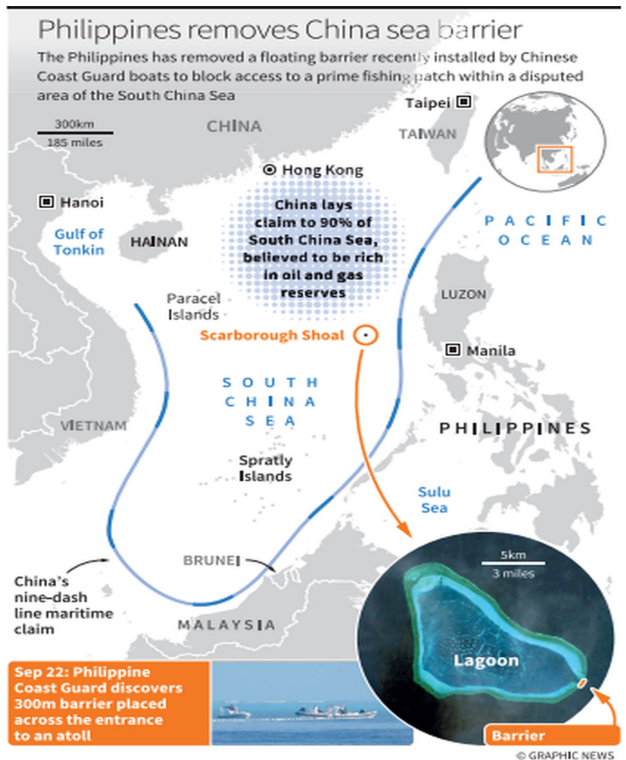 Philippines removes China sea barrier
The Philippines has removed a floating barrier recently installed by Chinese
Coast Guard boats to block access to a prime fishing patch within a disputed
area of the South China Sea
300km
185 miles
CHINA
Taipei
TAIWAN
Hong Kong
Hanoi
Gulf of
Tonkin
HAINAN
China lays
claim to 90% of
South China Sea,
believed to be rich
in oil and gas
reserves
PACIFIC
OCEAN
Paracel
Islands
LUZON
Scarborough Shoal
Manila
SOUTH
CHINA
SEA
VIETNAM
PHILIPPINES
Spratly
Islands
Sulu
Sea
BRUNEI
China's
nine-dash
line maritime
claim
MALAYSIA
5km
3 miles
Lagoon
Sep 22: Philippine
Coast Guard discovers
300m barrier placed
across the entrance
to an atoll
Barrier
© GRAPHIC NEWS